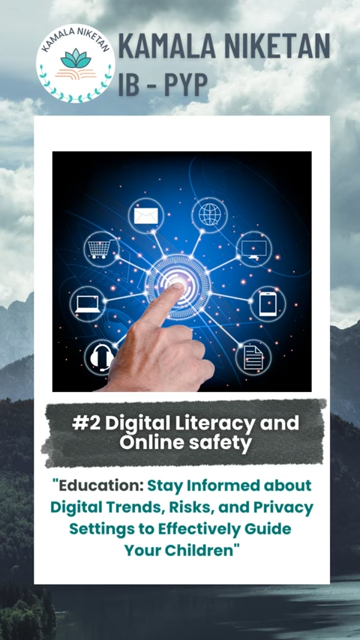 KAMALA NIKETAN
KAMALA NIKETAN
IB - PYP
#2 Digital Literacy and
Online safety
"Education: Stay Informed about
Digital Trends, Risks, and Privacy
Settings to Effectively Guide
Your Children"